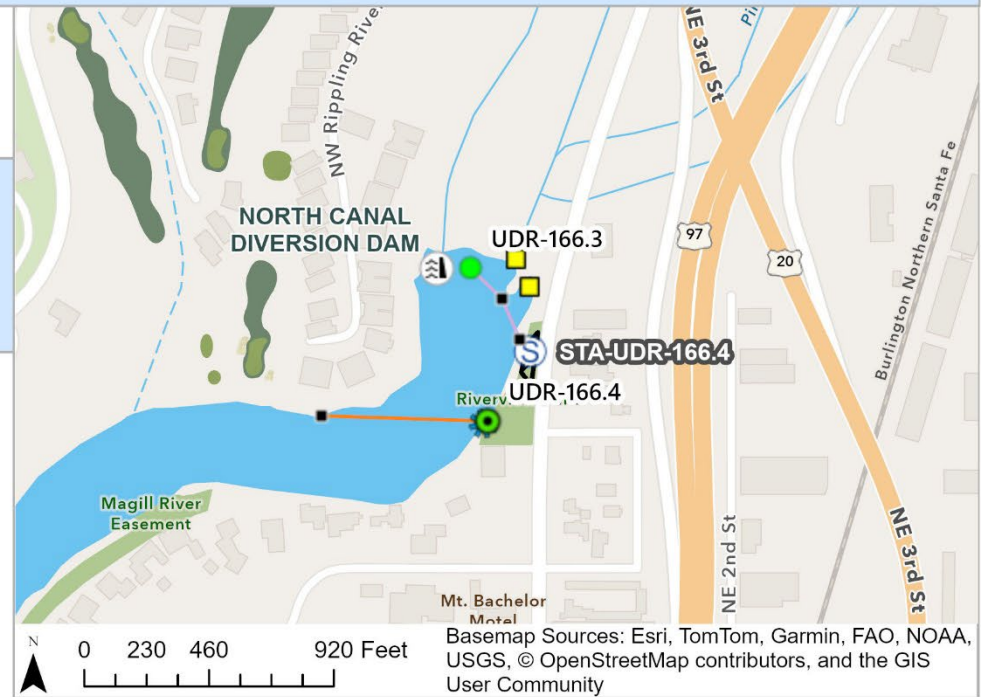 NW Rippling River
Pi
NE 3rd St
Burlington Northern Santa Fe
NORTH CANAL
DIVERSION DAM
UDR-166.3
97
20
S
STA-UDR-166.4
UDR-166.4
Magill River
Easement
NE 2nd St
NE 3rd St
Mt. Bachelor
Motel
N
0 230 460 920 Feet
Basemap Sources: Esri, TomTom, Garmin, FAO, NOAA,
USGS, © OpenStreetMap contributors, and the GIS
User Community